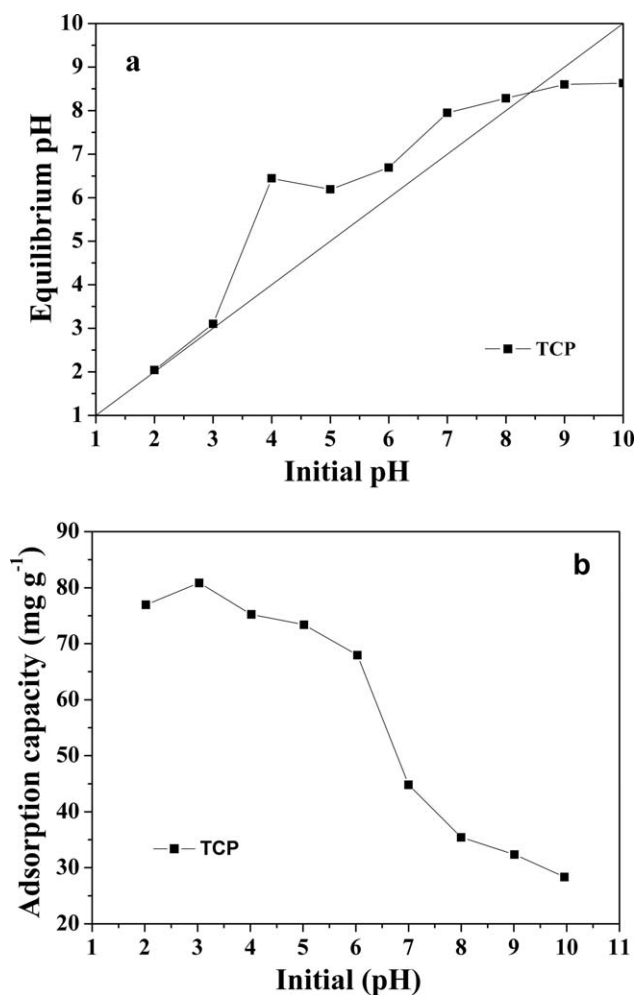 a
10
9
8
7
6
5
4
3
2
1
Equilibrium pH
TCP
1 2 3 4 5 6 7 8 9 10
Initial pH
b
90
80
70
60
50
40
30
20
Adsorption capacity (mg g-1)
TCP
1 2 3 4 5 6 7 8 9 10 11
Initial (pH)